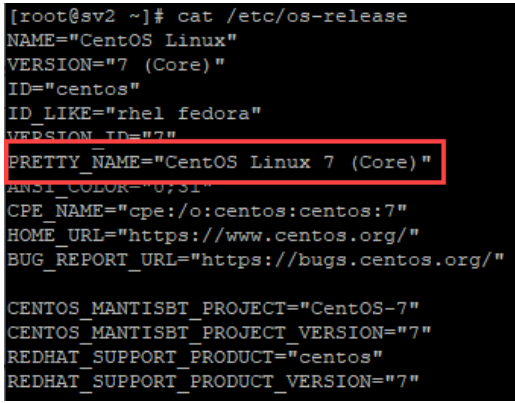 [root@sv2 ~]# cat /etc/os-release
NAME="CentOS Linux"
VERSION="7 (Core)"
ID="centos"
ID_LIKE="rhel fedora"
VERSION_ID="7"
PRETTY_NAME="CentOS Linux 7 (Core)"
ANSI_COLOR="0;31"
CPE_NAME="cpe:/o:centos:centos:7"
HOME_URL="https://www.centos.org/"
BUG_REPORT_URL="https://bugs.centos.org/"

CENTOS_MANTISBT_PROJECT="CentOS-7"
CENTOS_MANTISBT_PROJECT_VERSION="7"
REDHAT_SUPPORT_PRODUCT="centos"
REDHAT_SUPPORT_PRODUCT_VERSION="7"